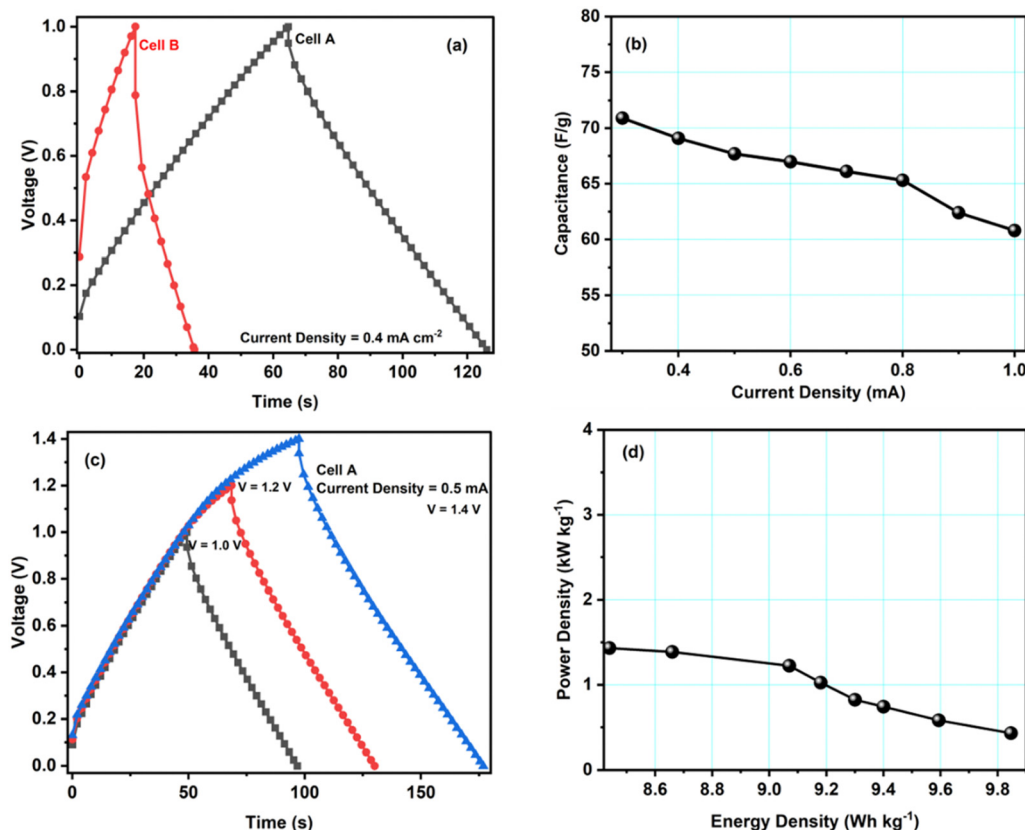 (a)
Cell B
Cell A
Current Density = 0.4 mA cm⁻²
Voltage (V)
1.0
0.8
0.6
0.4
0.2
0.0
0 20 40 60 80 100 120
Time (s)
(b)
Capacitance (F/g)
80
75
70
65
60
55
50
0.4 0.6 0.8 1.0
Current Density (mA)
(c)
Cell A
Current Density = 0.5 mA
V = 1.4 V
V = 1.2 V
V = 1.0 V
Voltage (V)
1.4
1.2
1.0
0.8
0.6
0.4
0.2
0.0
0 50 100 150
Time (s)
(d)
Power Density (kW kg⁻¹)
4
3
2
1
0
8.6 8.8 9.0 9.2 9.4 9.6 9.8
Energy Density (Wh kg⁻¹)